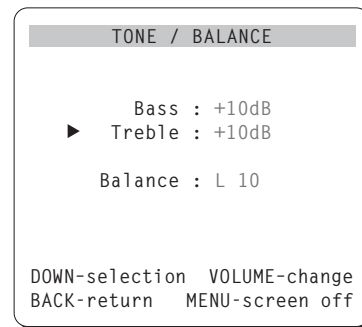 TONE / BALANCE
Bass : +10dB
Treble : +10dB
Balance : L 10
DOWN-selection VOLUME-change
BACK-return MENU-screen off